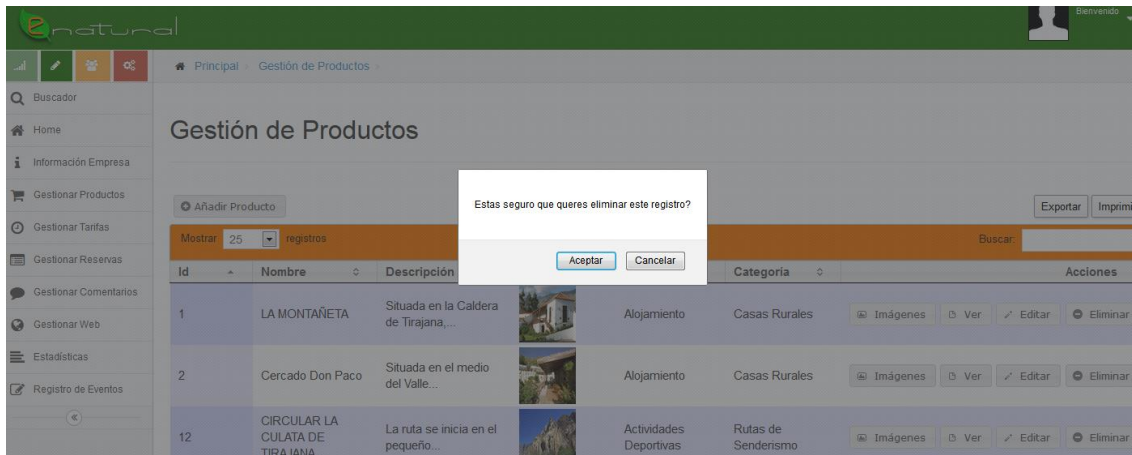 enatural
Bienvenido
Principal Gestión de Productos
Buscador
Home
Información Empresa
Gestionar Productos
Gestionar Tarifas
Gestionar Reservas
Gestionar Comentarios
Gestionar Web
Estadísticas
Registro de Eventos
Gestión de Productos
Estas seguro que queres eliminar este registro?
Aceptar Cancelar
Añadir Producto
Exportar Imprimi
Mostrar 25 registros Buscar:
Id Nombre Descripción Categoría Acciones
1 LA MONTAÑETA Situada en la Caldera de Tirajana,... Alojamiento Casas Rurales Imágenes Ver Editar Eliminar
2 Cercado Don Paco Situada en el medio del Valle... Alojamiento Casas Rurales Imágenes Ver Editar Eliminar
12 CIRCULAR LA CULATA DE TIRAJANA La ruta se inicia en el pequeño... Actividades Deportivas Rutas de Senderismo Imágenes Ver Editar Eliminar